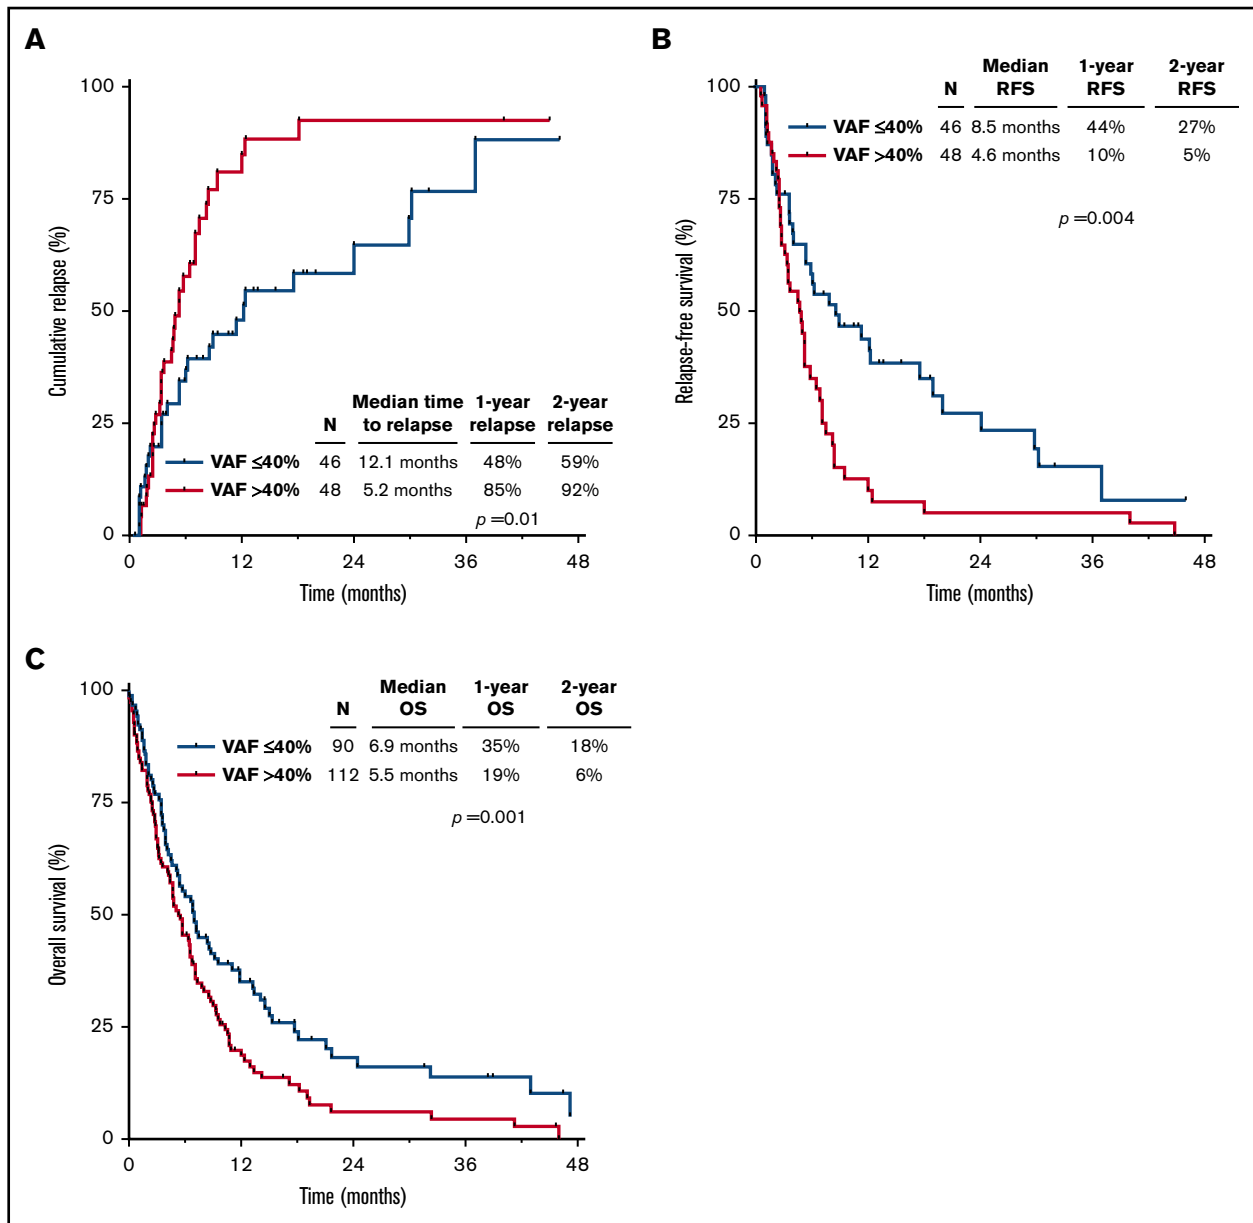 A
100
75
50
25
0
Cumulative relapse (%)
N
Median time to relapse
1-year relapse
2-year relapse
VAF ≤40% 46 12.1 months 48% 59%
VAF >40% 48 5.2 months 85% 92%
p=0.01
0 12 24 36 48
Time (months)
B
100
75
50
25
0
Relapse-free survival (%)
N
Median RFS
1-year RFS
2-year RFS
VAF ≤40% 46 8.5 months 44% 27%
VAF >40% 48 4.6 months 10% 5%
p=0.004
0 12 24 36 48
Time (months)
C
100
75
50
25
0
Overall survival (%)
N
Median OS
1-year OS
2-year OS
VAF ≤40% 90 6.9 months 35% 18%
VAF >40% 112 5.5 months 19% 6%
p=0.001
0 12 24 36 48
Time (months)